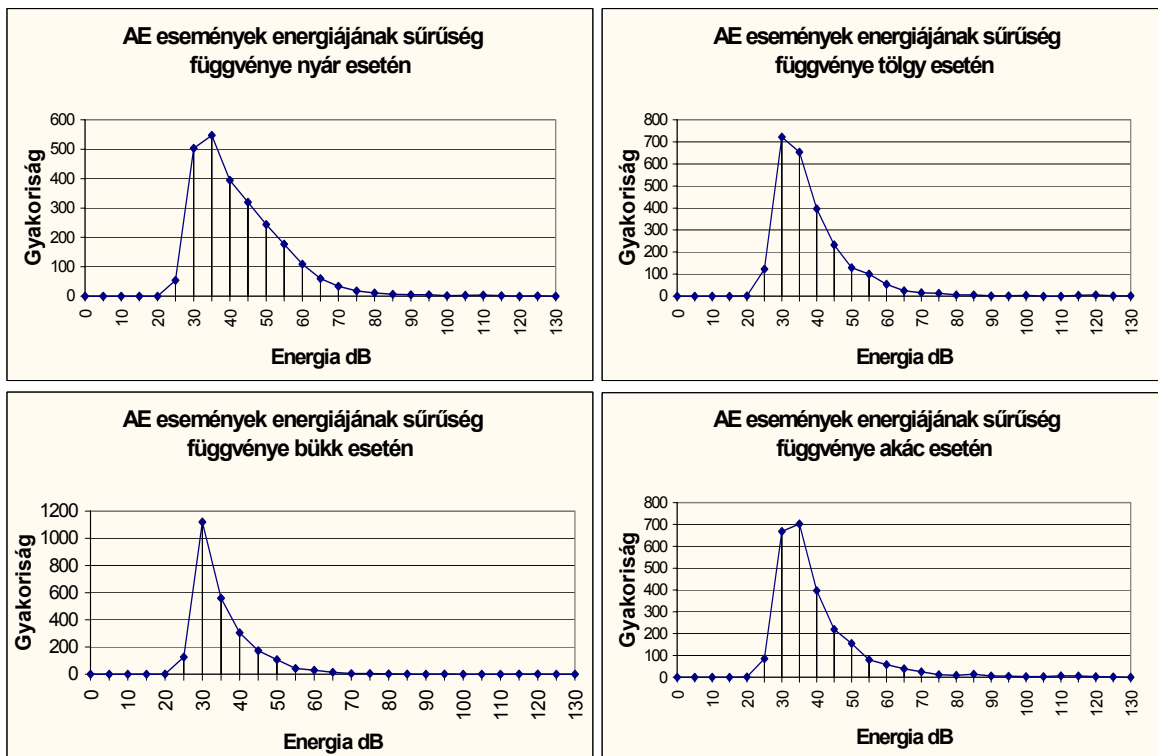 AE események energiájának sűrűség
függvénye nyár esetén
600
500
400
300
200
100
0
Gyakoriság
0 10 20 30 40 50 60 70 80 90 100 110 120 130
Energia dB
AE események energiájának sűrűség
függvénye tölgy esetén
800
700
600
500
400
300
200
100
0
Gyakoriság
0 10 20 30 40 50 60 70 80 90 100 110 120 130
Energia dB
AE események energiájának sűrűség
függvénye bükk esetén
1200
1000
800
600
400
200
0
Gyakoriság
0 10 20 30 40 50 60 70 80 90 100 110 120 130
Energia dB
AE események energiájának sűrűség
függvénye akác esetén
800
700
600
500
400
300
200
100
0
Gyakoriság
0 10 20 30 40 50 60 70 80 90 100 110 120 130
Energia dB